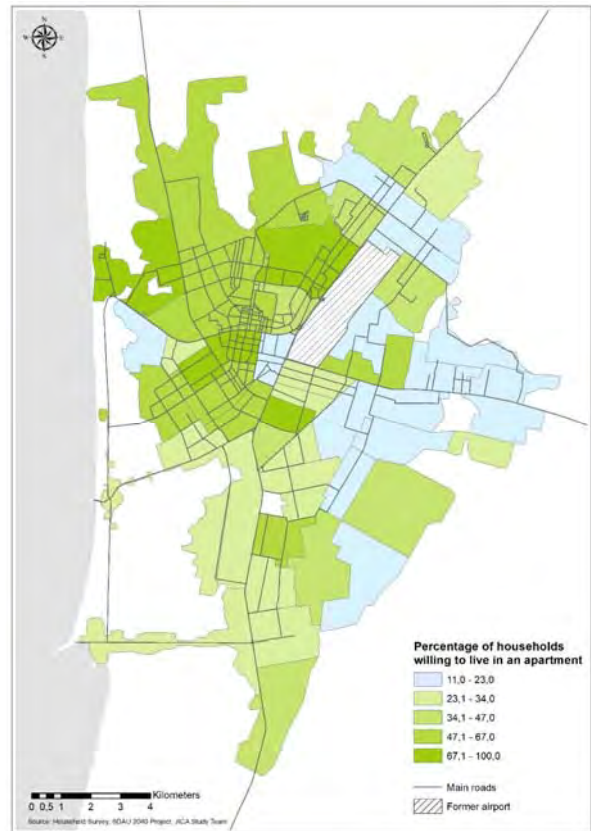 N
W E
S
Percentage of households
willing to live in an apartment
11,0 - 23,0
23,1 - 34,0
34,1 - 47,0
47,1 - 67,0
67,1 - 100,0
Main roads
Former airport
Kilometers
0 0,5 1 2 3 4
Source: Household Survey, SDAU 2040 Project, JICA Study Team